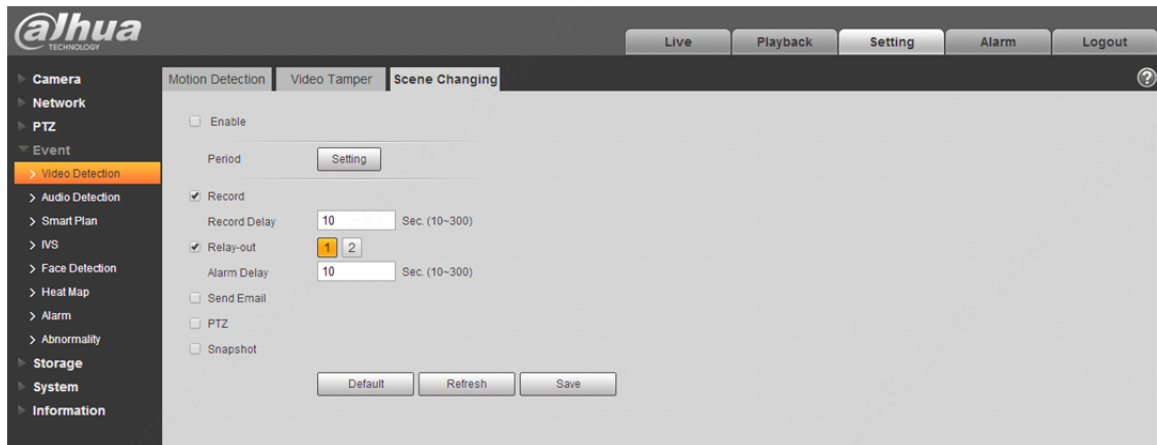 alhua
TECHNOLOGY
Live Playback Setting Alarm Logout
Camera
Network
PTZ
Event
Video Detection
Audio Detection
Smart Plan
IVS
Face Detection
Heat Map
Alarm
Abnormality
Storage
System
Information
Motion Detection Video Tamper Scene Changing ?
Enable
Period Setting
Record
Record Delay 10 Sec. (10~300)
Relay-out 1 2
Alarm Delay 10 Sec. (10~300)
Send Email
PTZ
Snapshot
Default Refresh Save